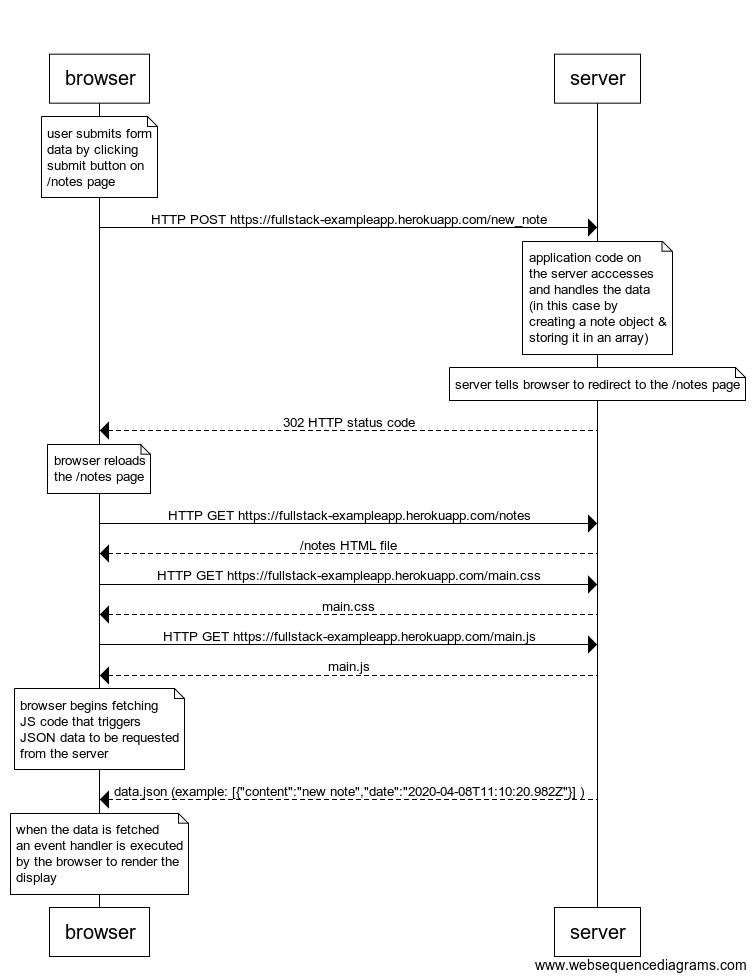 browser
server
user submits form
data by clicking
submit button on
/notes page
HTTP POST https://fullstack-exampleapp.herokuapp.com/new_note
application code on
the server acccesses
and handles the data
(in this case by
creating a note object &
storing it in an array)
server tells browser to redirect to the /notes page
302 HTTP status code
browser reloads
the /notes page
HTTP GET https://fullstack-exampleapp.herokuapp.com/notes
/notes HTML file
HTTP GET https://fullstack-exampleapp.herokuapp.com/main.css
main.css
HTTP GET https://fullstack-exampleapp.herokuapp.com/main.js
main.js
browser begins fetching
JS code that triggers
JSON data to be requested
from the server
data.json (example: [{"content":"new note","date":"2020-04-08T11:10:20.982Z"}] )
when the data is fetched
an event handler is executed
by the browser to render the
display
browser
server
www.websequencediagrams.com